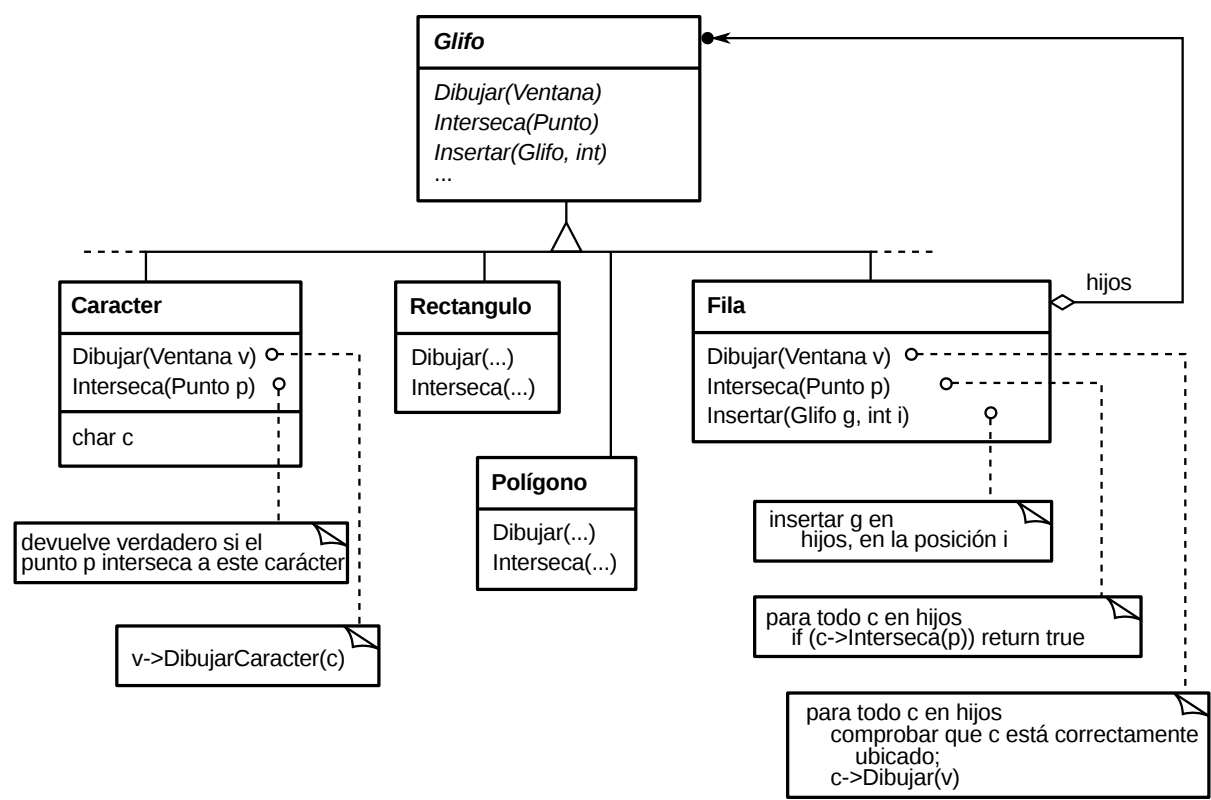 Glifo
Dibujar(Ventana)
Interseca(Punto)
Insertar(Glifo, int)
...
hijos
Caracter
Dibujar(Ventana v)
Interseca(Punto p)
char c
Rectangulo
Dibujar(...)
Interseca(...)
Fila
Dibujar(Ventana v)
Interseca(Punto p)
Insertar(Glifo g, int i)
Polígono
Dibujar(...)
Interseca(...)
devuelve verdadero si el
punto p interseca a este carácter
v->DibujarCaracter(c)
insertar g en
hijos, en la posición i
para todo c en hijos
if (c->Interseca(p)) return true
para todo c en hijos
comprobar que c está correctamente
ubicado;
c->Dibujar(v)